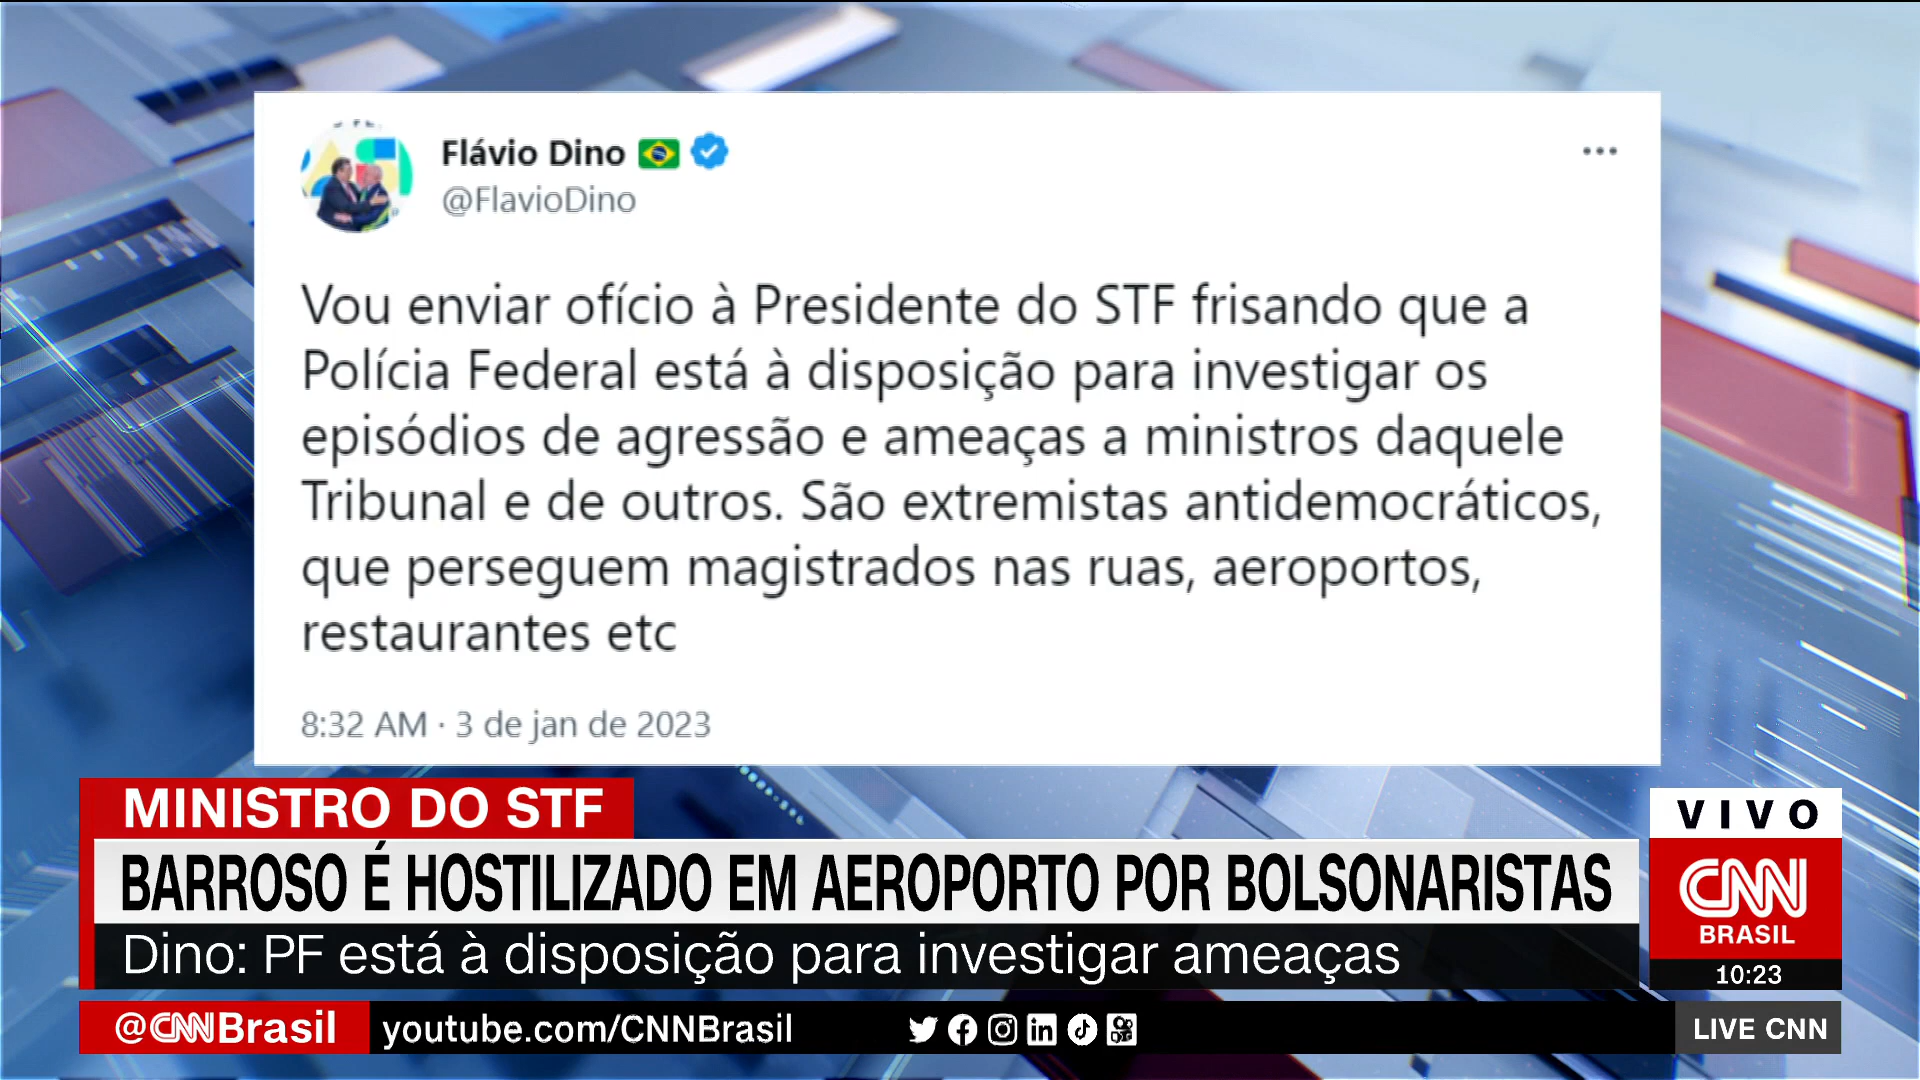 Flávio Dino
@FlavioDino
Vou enviar ofício à Presidente do STF frisando que a
Polícia Federal está à disposição para investigar os
episódios de agressão e ameaças a ministros daquele
Tribunal e de outros. São extremistas antidemocráticos,
que perseguem magistrados nas ruas, aeroportos,
restaurantes etc
8:32 AM · 3 de jan de 2023
MINISTRO DO STF
BARROSO É HOSTILIZADO EM AEROPORTO POR BOLSONARISTAS
Dino: PF está à disposição para investigar ameaças
VIVO
CNN
BRASIL
10:23
@CNNBrasil youtube.com/CNNBrasil
LIVE CNN